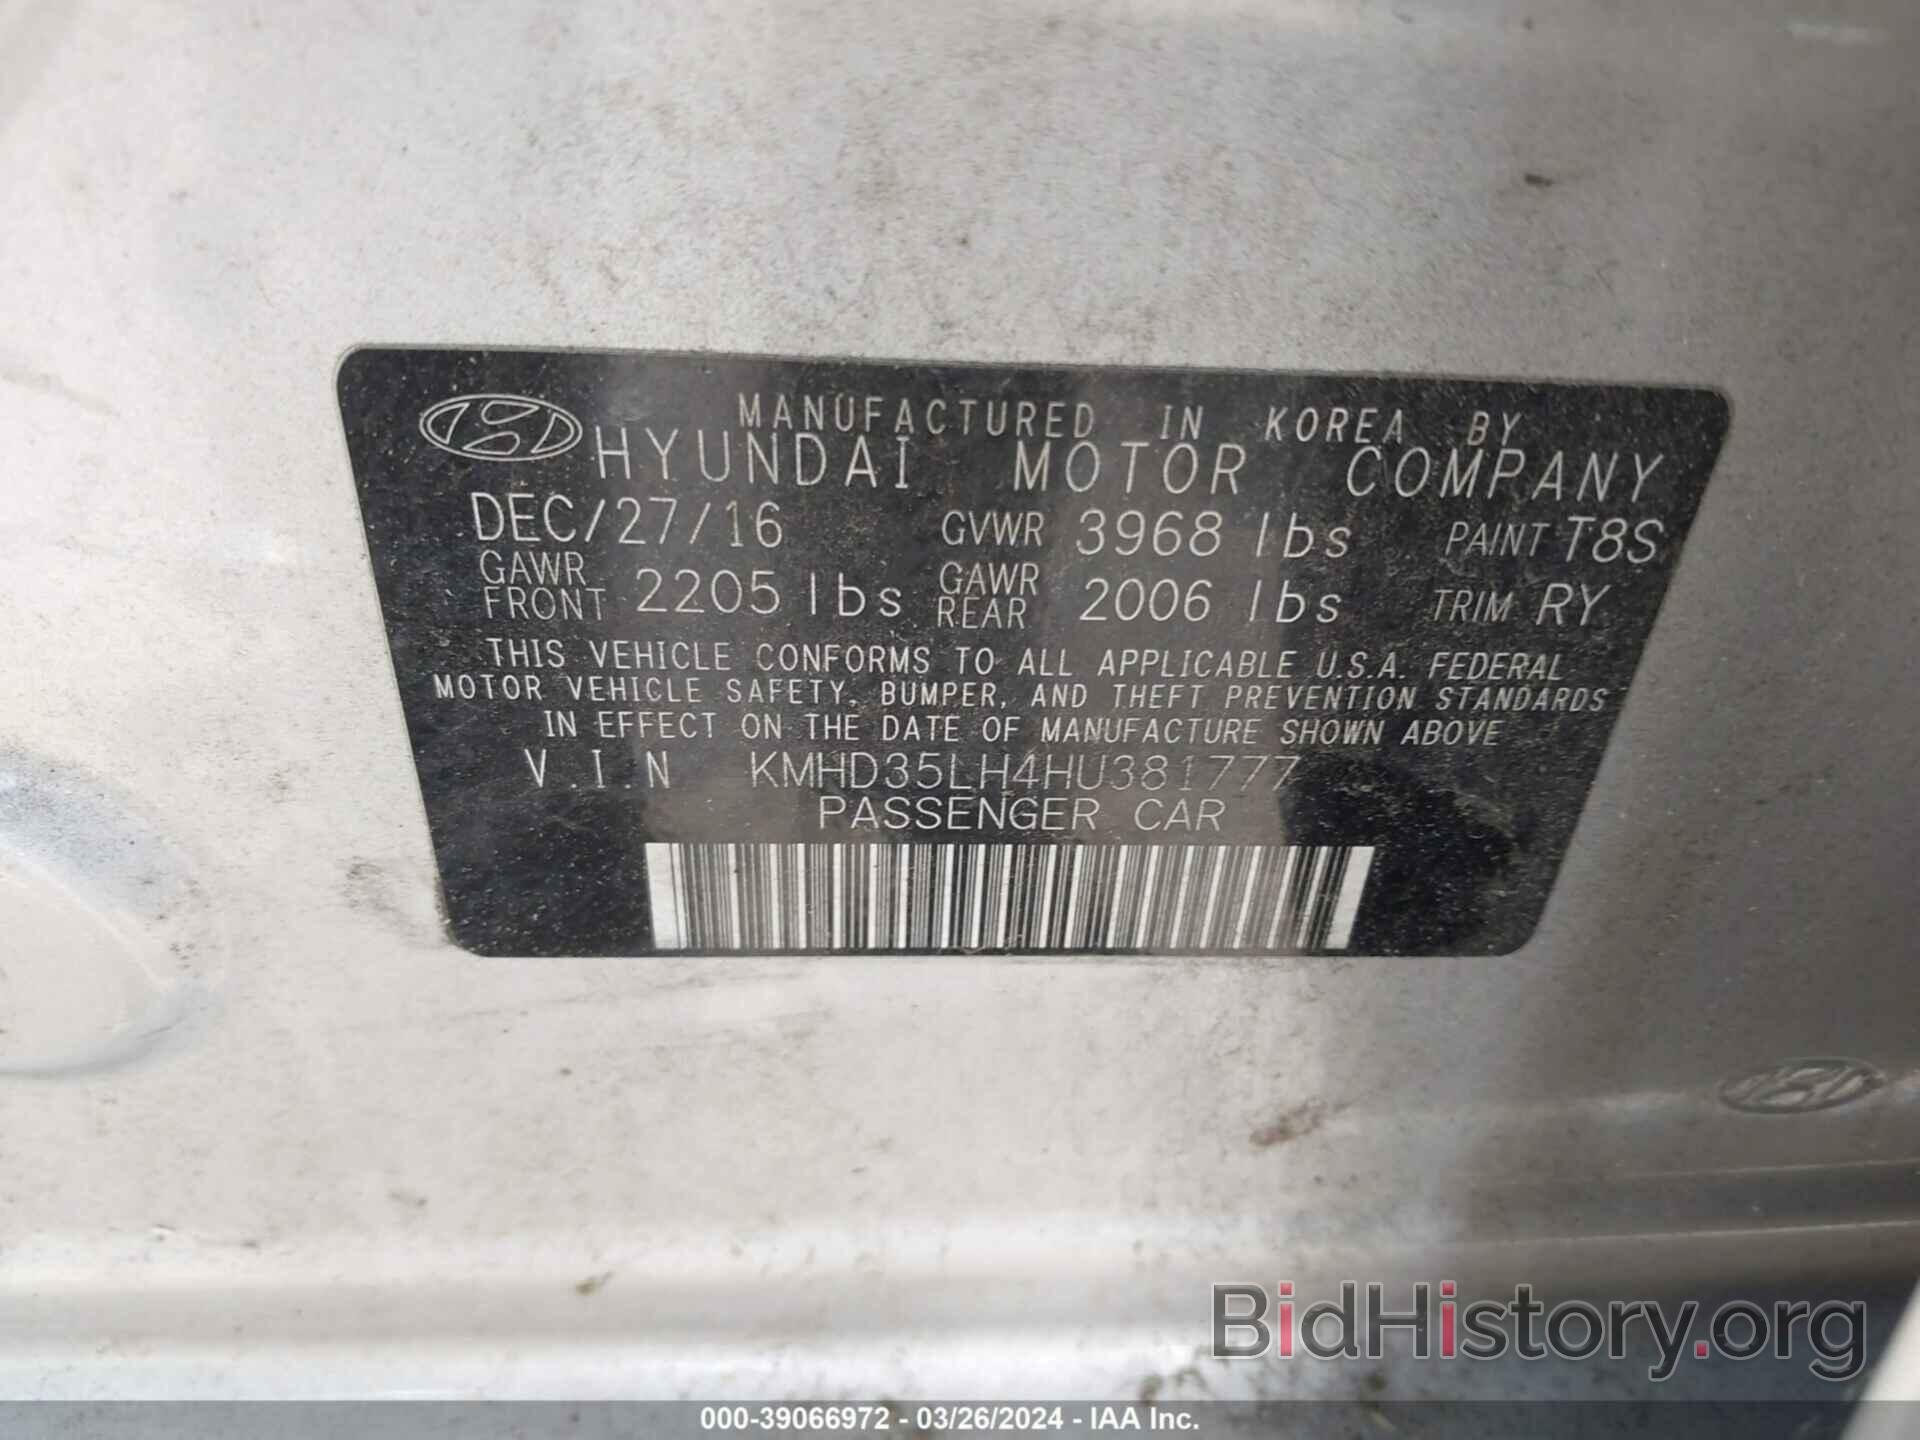 MANUFACTURED IN KOREA BY
HYUNDAI MOTOR COMPANY
DEC/27/16 GVWR 3968 lbs PAINT T8S
GAWR FRONT 2205 lbs GAWR REAR 2006 lbs TRIM RY
THIS VEHICLE CONFORMS TO ALL APPLICABLE U.S.A. FEDERAL
MOTOR VEHICLE SAFETY, BUMPER, AND THEFT PREVENTION STANDARDS
IN EFFECT ON THE DATE OF MANUFACTURE SHOWN ABOVE
V.I.N KMHD35LH4HU381777
PASSENGER CAR
BidHistory.org
000-39066972 - 03/26/2024 - IAA Inc.